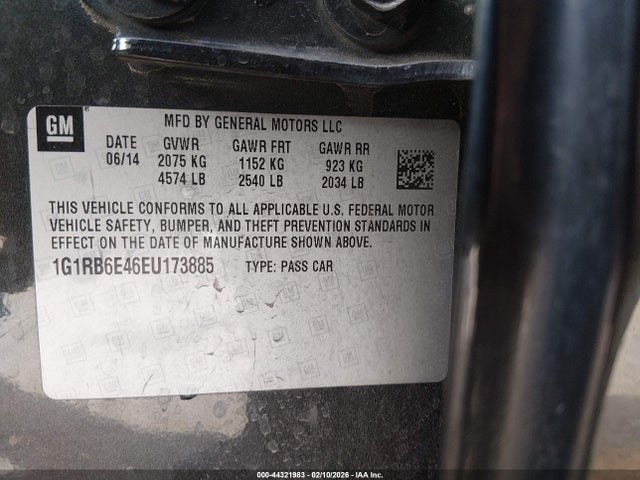 GM
MFD BY GENERAL MOTORS LLC
DATE GVWR GAWR FRT GAWR RR
06/14 2075 KG 1152 KG 923 KG
4574 LB 2540 LB 2034 LB
THIS VEHICLE CONFORMS TO ALL APPLICABLE U.S. FEDERAL MOTOR
VEHICLE SAFETY, BUMPER, AND THEFT PREVENTION STANDARDS IN
EFFECT ON THE DATE OF MANUFACTURE SHOWN ABOVE.
1G1RB6E46EU173885 TYPE: PASS CAR
000-44321983 - 02/10/2026 - IAA Inc.